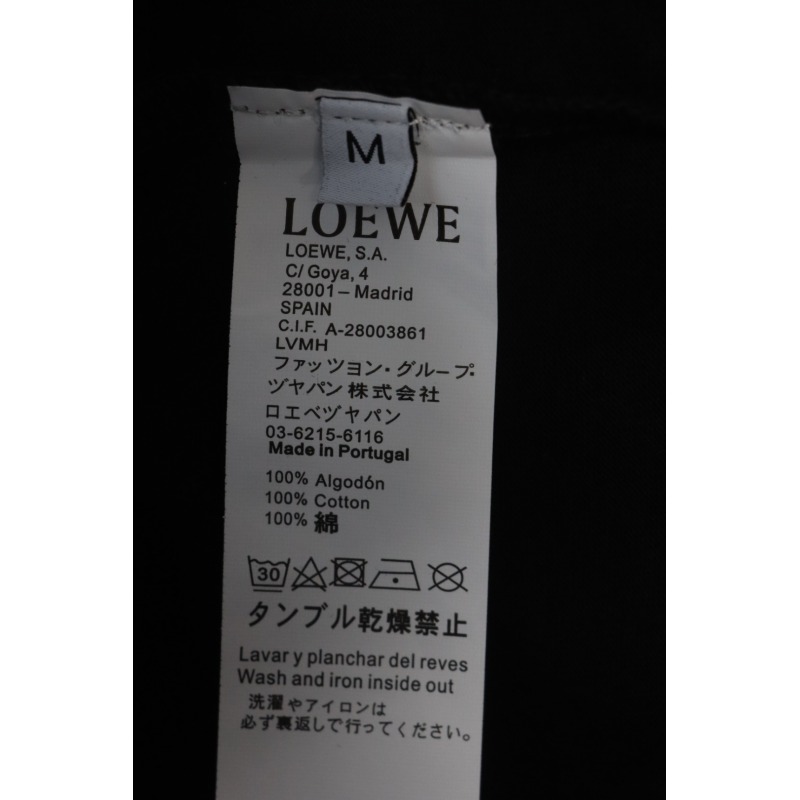 M
LOEWE
LOEWE, S.A.
C/ Goya, 4
28001 – Madrid
SPAIN
C.I.F. A-28003861
LVMH
ファッツョン・グループ
ヅヤパン 株式会社
ロエベヅヤパン
03-6215-6116
Made in Portugal
100% Algodón
100% Cotton
100% 綿
30
タンブル乾燥禁止
Lavar y planchar del reves
Wash and iron inside out
洗濯やアイロンは
必ず裏返しで行ってください。